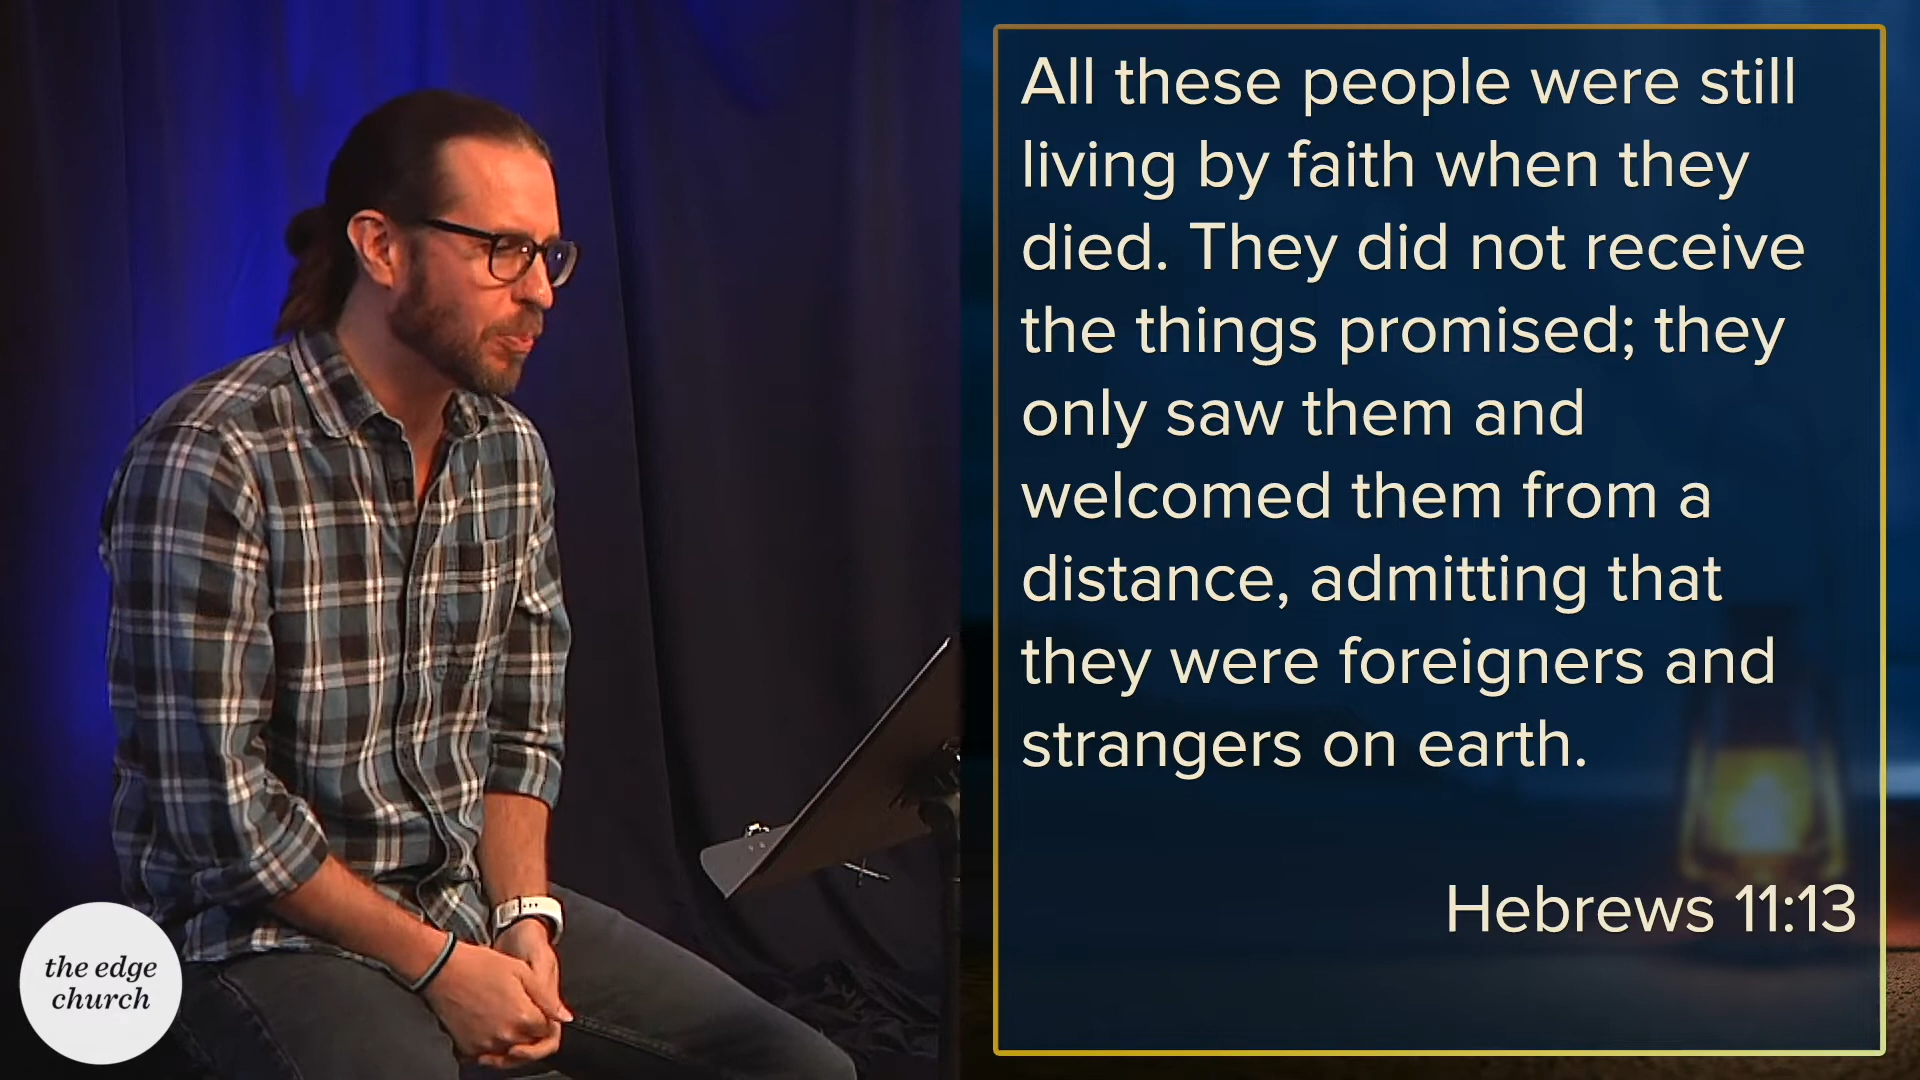 All these people were still
living by faith when they
died. They did not receive
the things promised; they
only saw them and
welcomed them from a
distance, admitting that
they were foreigners and
strangers on earth.
Hebrews 11:13
the edge
church